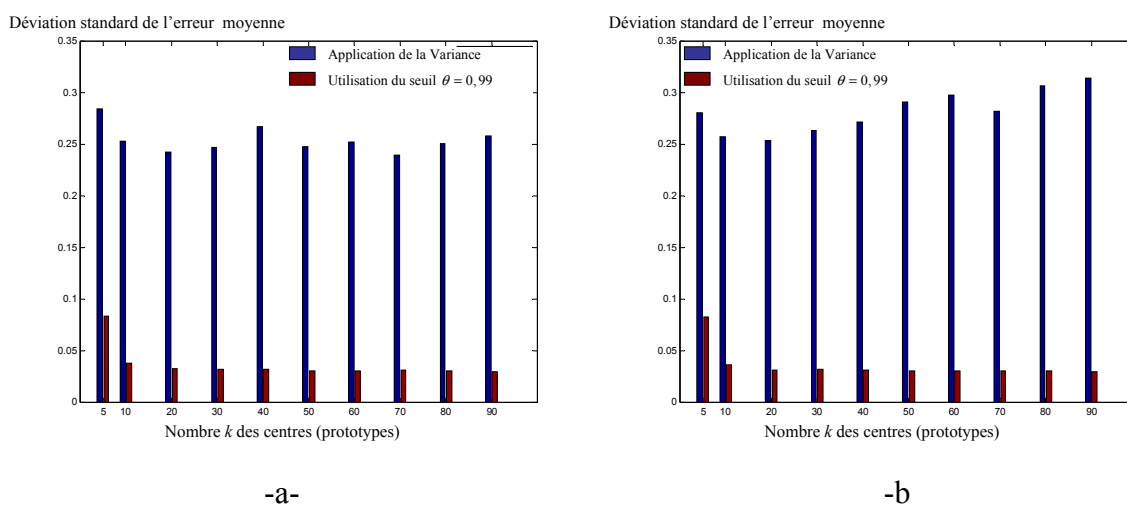 Déviation standard de l'erreur moyenne
0.35
0.3
0.25
0.2
0.15
0.1
0.05
0
Application de la Variance
Utilisation du seuil θ = 0,99
5 10 20 30 40 50 60 70 80 90
Nombre k des centres (prototypes)
-a-
Déviation standard de l'erreur moyenne
0.35
0.3
0.25
0.2
0.15
0.1
0.05
0
Application de la Variance
Utilisation du seuil θ = 0,99
5 10 20 30 40 50 60 70 80 90
Nombre k des centres (prototypes)
-b